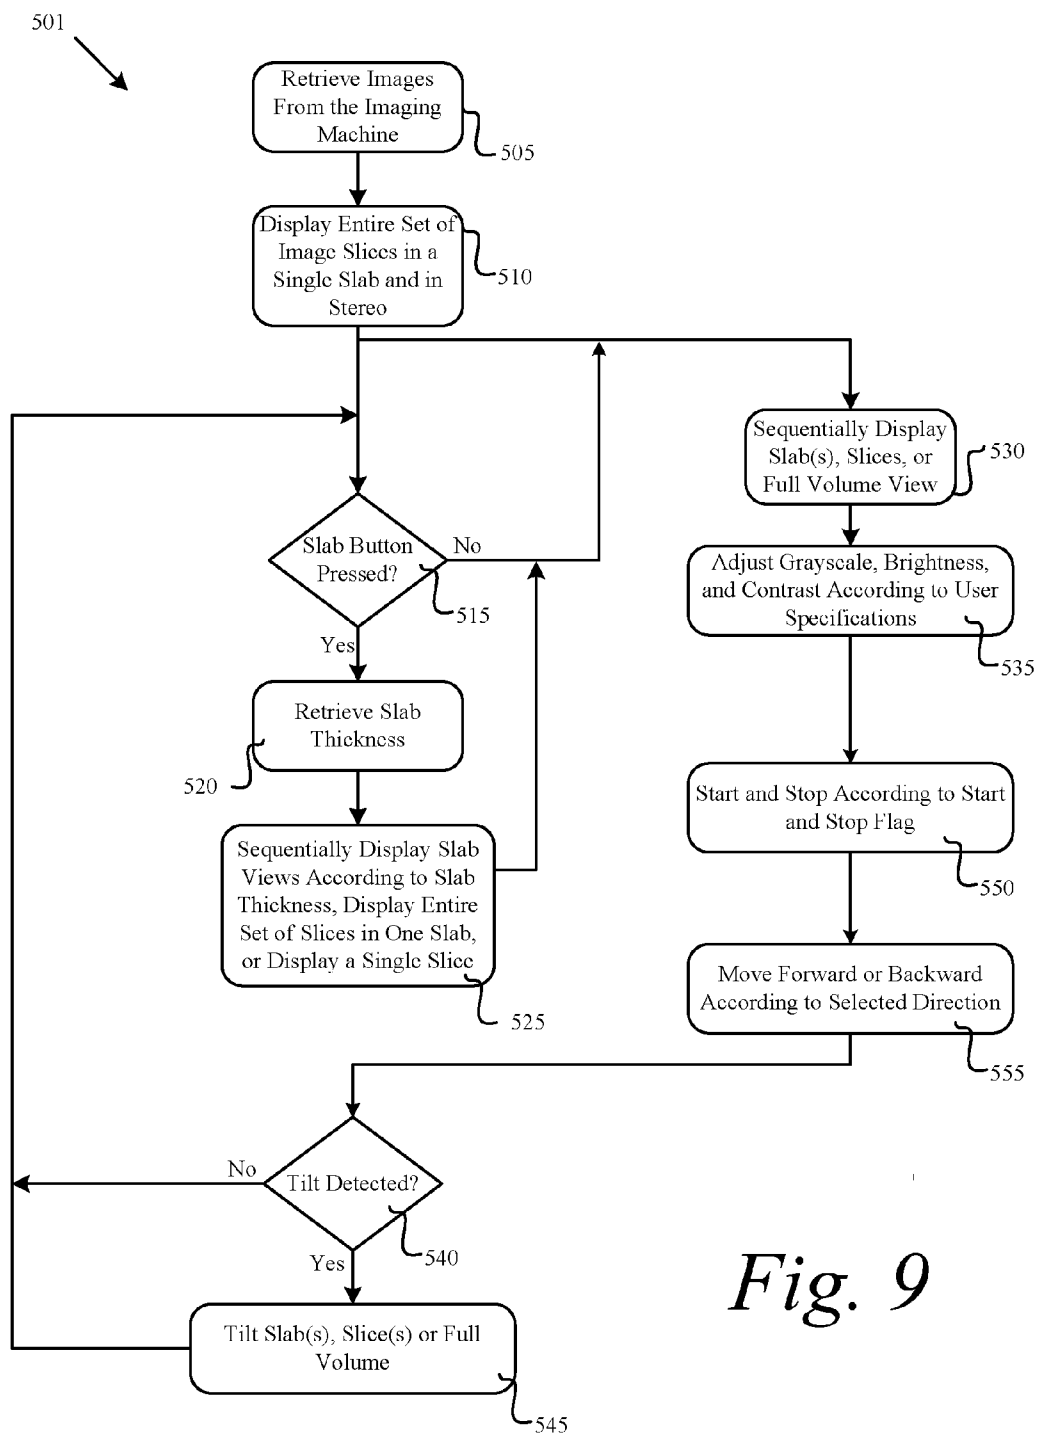 501
Retrieve Images
From the Imaging
Machine
505
Display Entire Set of
Image Slices in a
Single Slab and in
Stereo
510
Sequentially Display
Slab(s), Slices, or
Full Volume View
530
Slab Button
Pressed?
No
515
Yes
Adjust Grayscale, Brightness,
and Contrast According to User
Specifications
535
Retrieve Slab
Thickness
520
Start and Stop According to Start
and Stop Flag
550
Sequentially Display Slab
Views According to Slab
Thickness, Display Entire
Set of Slices in One Slab,
or Display a Single Slice
525
Move Forward or Backward
According to Selected Direction
555
No
Tilt Detected?
540
Yes
Tilt Slab(s), Slice(s) or Full
Volume
545
Fig. 9